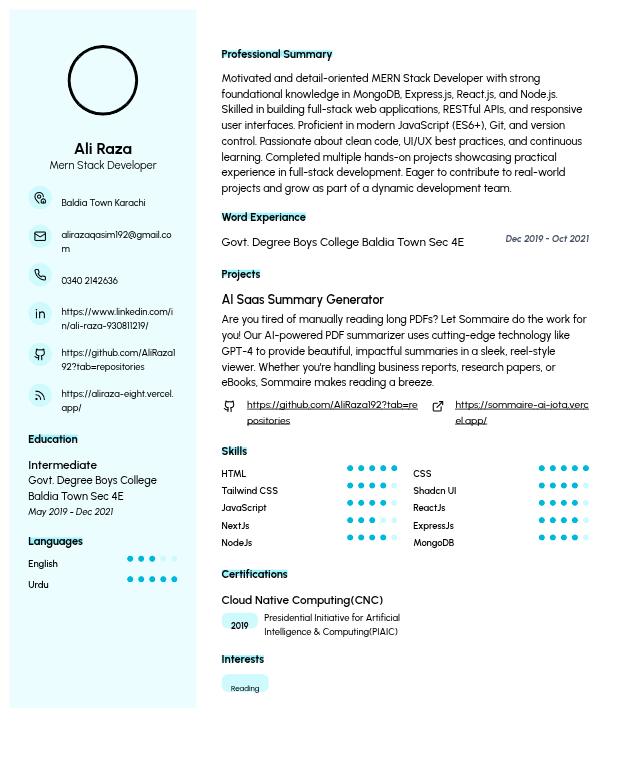 Ali Raza
Mern Stack Developer
Baldia Town Karachi
alirazaqasim192@gmail.co
m
0340 2142636
https://www.linkedin.com/i
n/ali-raza-930811219/
https://github.com/AliRaza1
92?tab=repositories
https://aliraza-eight.vercel.
app/
Education
Intermediate
Govt. Degree Boys College
Baldia Town Sec 4E
May 2019 - Dec 2021
Languages
English
Urdu
Professional Summary
Motivated and detail-oriented MERN Stack Developer with strong
foundational knowledge in MongoDB, Express.js, React.js, and Node.js.
Skilled in building full-stack web applications, RESTful APIs, and responsive
user interfaces. Proficient in modern JavaScript (ES6+), Git, and version
control. Passionate about clean code, UI/UX best practices, and continuous
learning. Completed multiple hands-on projects showcasing practical
experience in full-stack development. Eager to contribute to real-world
projects and grow as part of a dynamic development team.
Word Experiance
Govt. Degree Boys College Baldia Town Sec 4E Dec 2019 - Oct 2021
Projects
AI Saas Summary Generator
Are you tired of manually reading long PDFs? Let Sommaire do the work for
you! Our AI-powered PDF summarizer uses cutting-edge technology like
GPT-4 to provide beautiful, impactful summaries in a sleek, reel-style
viewer. Whether you're handling business reports, research papers, or
eBooks, Sommaire makes reading a breeze.
https://github.com/AliRaza192?tab=re
positories
https://sommaire-ai-iota.verc
el.app/
Skills
HTML CSS
Tailwind CSS Shadcn UI
JavaScript ReactJs
NextJs ExpressJs
NodeJs MongoDB
Certifications
Cloud Native Computing(CNC)
2019 Presidential Initiative for Artificial
Intelligence & Computing(PIAIC)
Interests
Reading